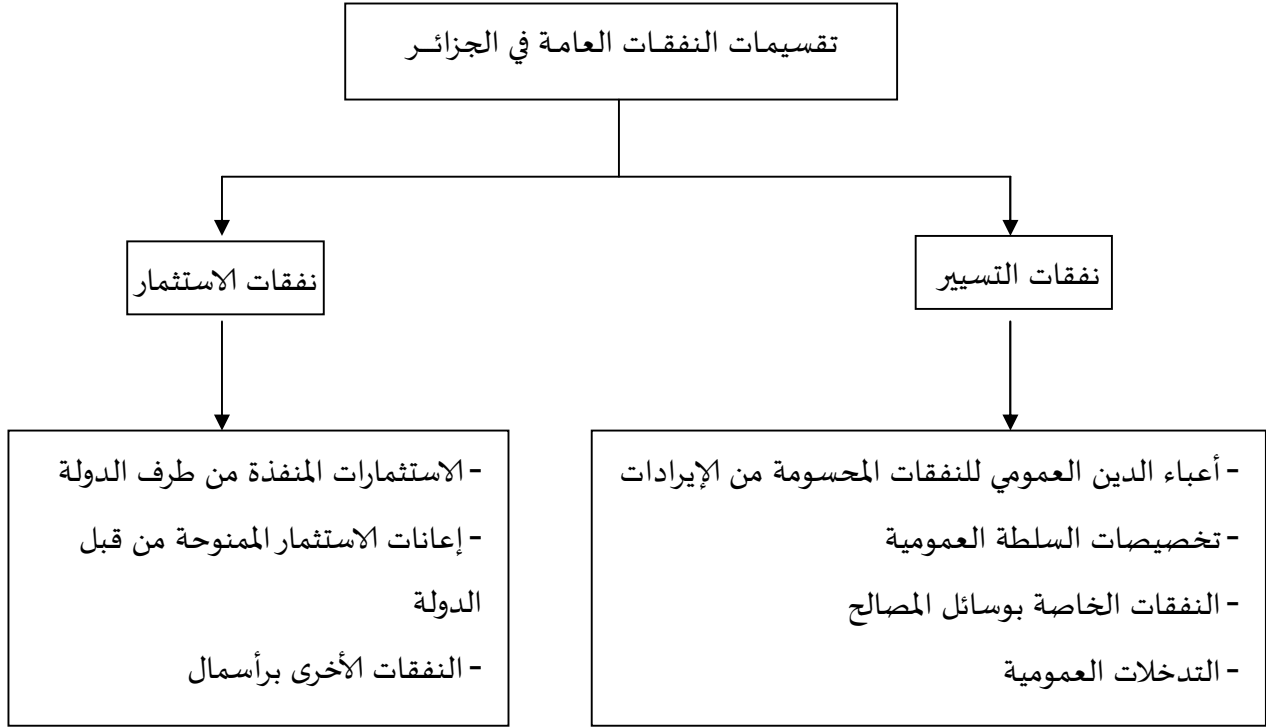 تقسيمات النفقات العامة في الجزائر
نفقات التسيير
نفقات الاستثمار
- أعباء الدين العمومي للنفقات المحسومة من الإيرادات
- تخصيصات السلطة العمومية
- النفقات الخاصة بوسائل المصالح
- التدخلات العمومية
- الاستثمارات المنفذة من طرف الدولة
- إعانات الاستثمار الممنوحة من قبل
الدولة
- النفقات الأخرى برأسمال